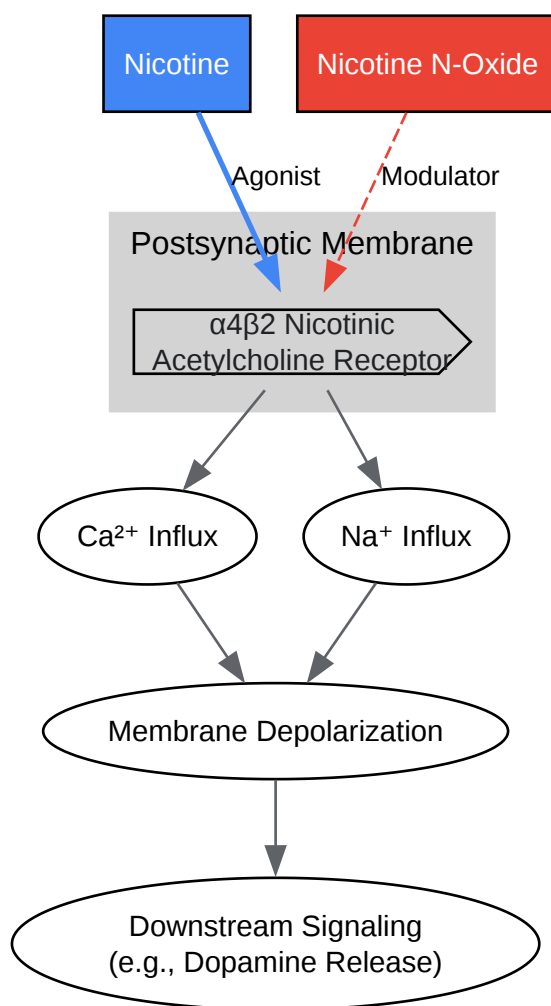 Nicotine
Nicotine N-Oxide
Agonist
Modulator
Postsynaptic Membrane
α4β2 Nicotinic
Acetylcholine Receptor
Ca²⁺ Influx
Na⁺ Influx
Membrane Depolarization
Downstream Signaling
(e.g., Dopamine Release)